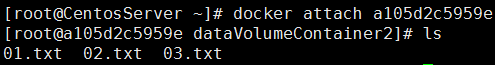 [root@CentosServer ~]# docker attach a105d2c5959e
[root@a105d2c5959e dataVolumeContainer2]# ls
01.txt  02.txt  03.txt